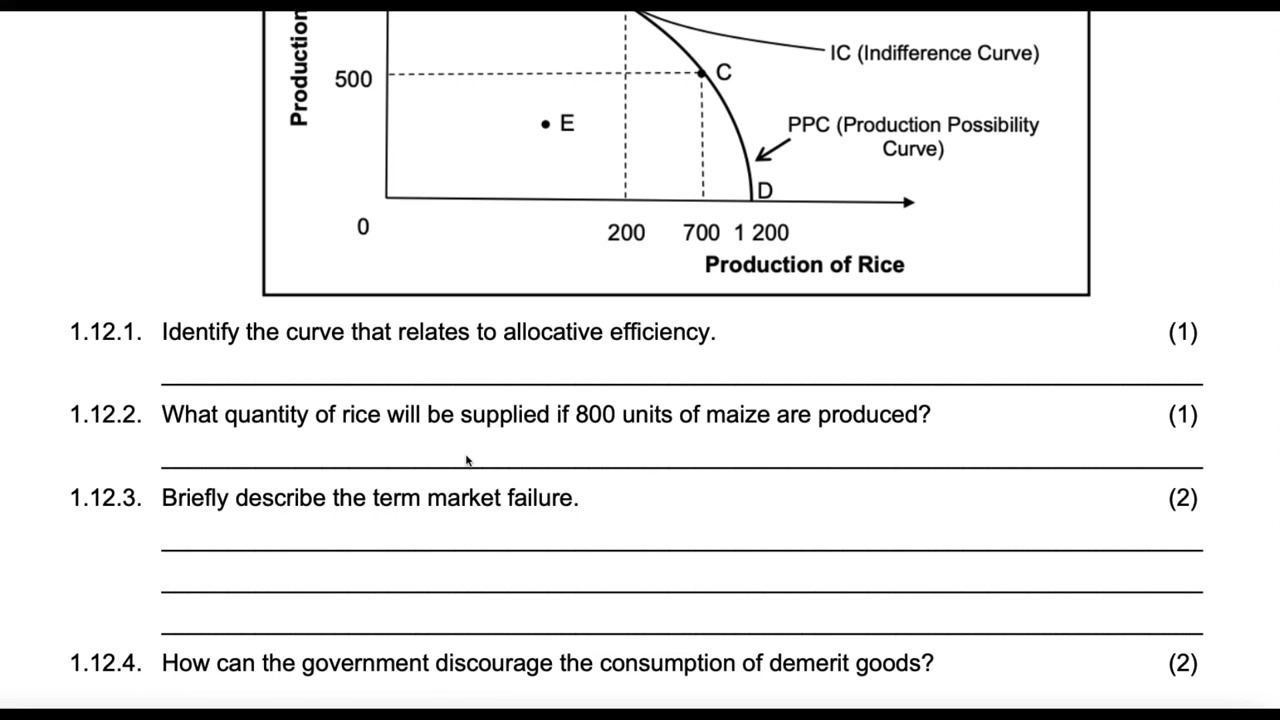 Production
IC (Indifference Curve)
500
C
E
PPC (Production Possibility
Curve)
D
0
200 700 1 200
Production of Rice
1.12.1. Identify the curve that relates to allocative efficiency. (1)
1.12.2. What quantity of rice will be supplied if 800 units of maize are produced? (1)
1.12.3. Briefly describe the term market failure. (2)
1.12.4. How can the government discourage the consumption of demerit goods? (2)